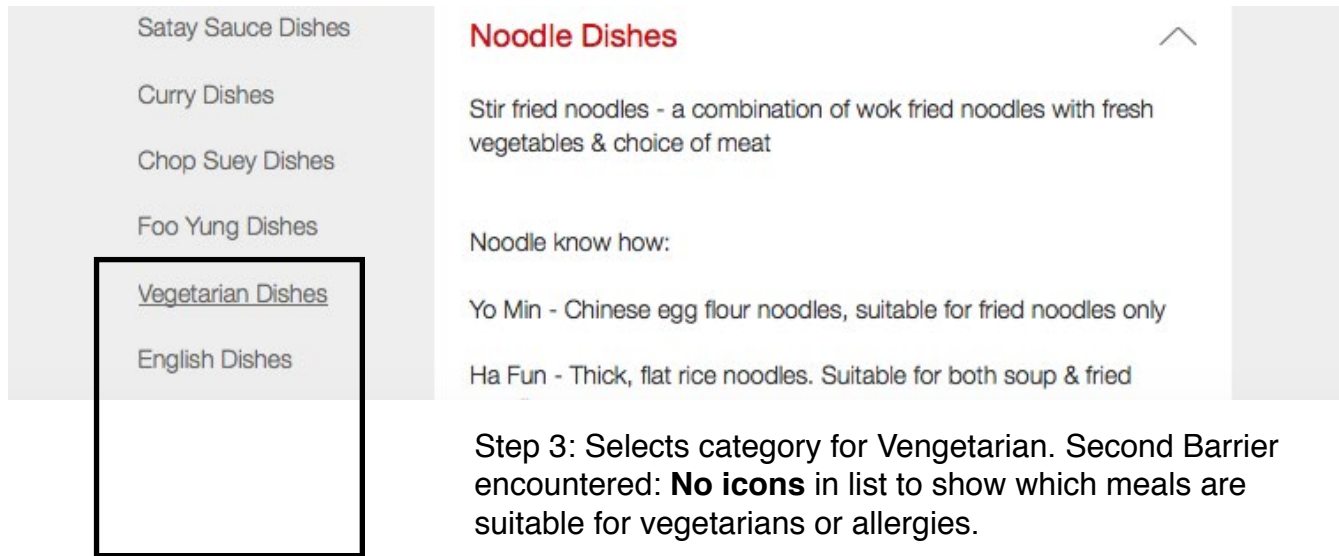 Satay Sauce Dishes
Curry Dishes
Chop Suey Dishes
Foo Yung Dishes
Vegetarian Dishes
English Dishes
Noodle Dishes
Stir fried noodles - a combination of wok fried noodles with fresh
vegetables & choice of meat
Noodle know how:
Yo Min - Chinese egg flour noodles, suitable for fried noodles only
Ha Fun - Thick, flat rice noodles. Suitable for both soup & fried
Step 3: Selects category for Vengetarian. Second Barrier
encountered: No icons in list to show which meals are
suitable for vegetarians or allergies.